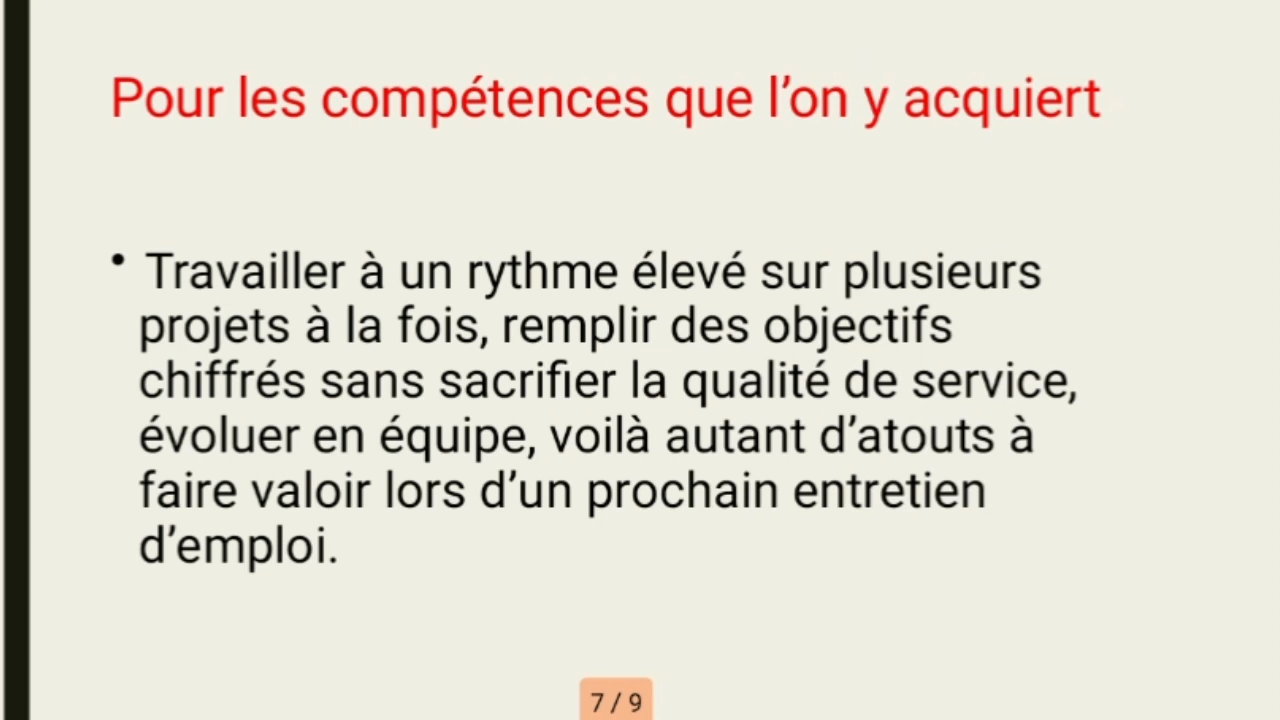 Pour les compétences que l’on y acquiert
• Travailler à un rythme élevé sur plusieurs
projets à la fois, remplir des objectifs
chiffrés sans sacrifier la qualité de service,
évoluer en équipe, voilà autant d’atouts à
faire valoir lors d’un prochain entretien
d’emploi.
7 / 9